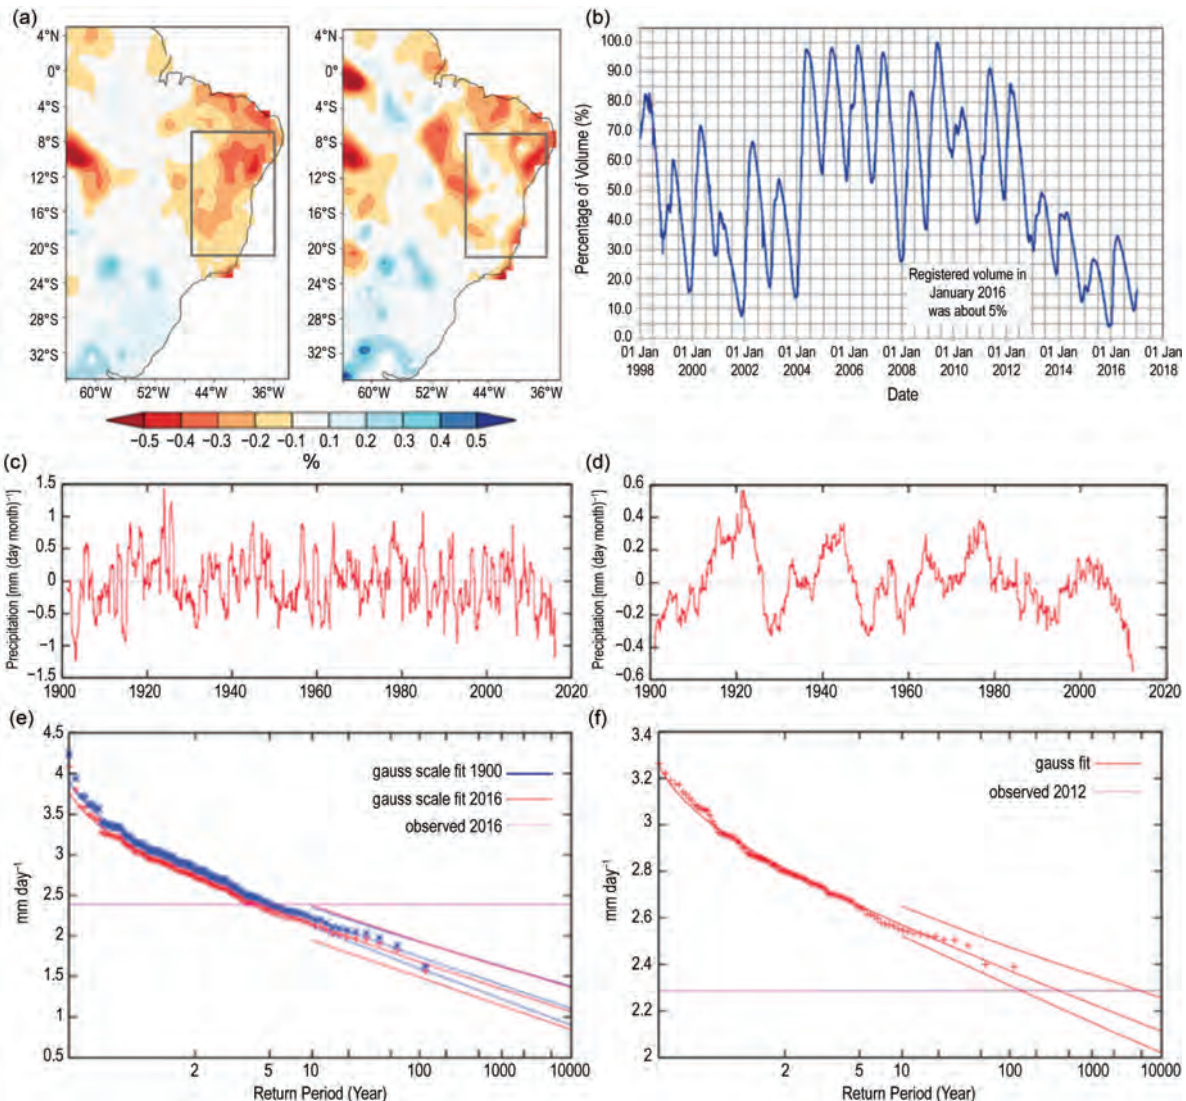 (a)
4°N
0°
4°S
8°S
12°S
16°S
20°S
24°S
28°S
32°S
60°W 52°W 44°W 36°W
60°W 52°W 44°W 36°W
−0.5 −0.4 −0.3 −0.2 −0.1 0.1 0.2 0.3 0.4 0.5
%
(b)
Percentage of Volume (%)
100.0
90.0
80.0
70.0
60.0
50.0
40.0
30.0
20.0
10.0
0.0
Registered volume in
January 2016
was about 5%
01 Jan 01 Jan 01 Jan 01 Jan 01 Jan 01 Jan 01 Jan 01 Jan 01 Jan 01 Jan 01 Jan
1998 2000 2002 2004 2006 2008 2010 2012 2014 2016 2018
Date
(c)
Precipitation [mm (day month)⁻¹]
1.5
1
0.5
0
−0.5
−1
−1.5
1900 1920 1940 1960 1980 2000 2020
(d)
Precipitation [mm (day month)⁻¹]
0.6
0.4
0.2
0
−0.2
−0.4
−0.6
1900 1920 1940 1960 1980 2000 2020
(e)
mm day⁻¹
4.5
4
3.5
3
2.5
2
1.5
1
0.5
gauss scale fit 1900
gauss scale fit 2016
observed 2016
2 5 10 100 1000 10000
Return Period (Year)
(f)
mm day⁻¹
3.4
3.2
3
2.8
2.6
2.4
2.2
2
gauss fit
observed 2012
2 5 10 100 1000 10000
Return Period (Year)